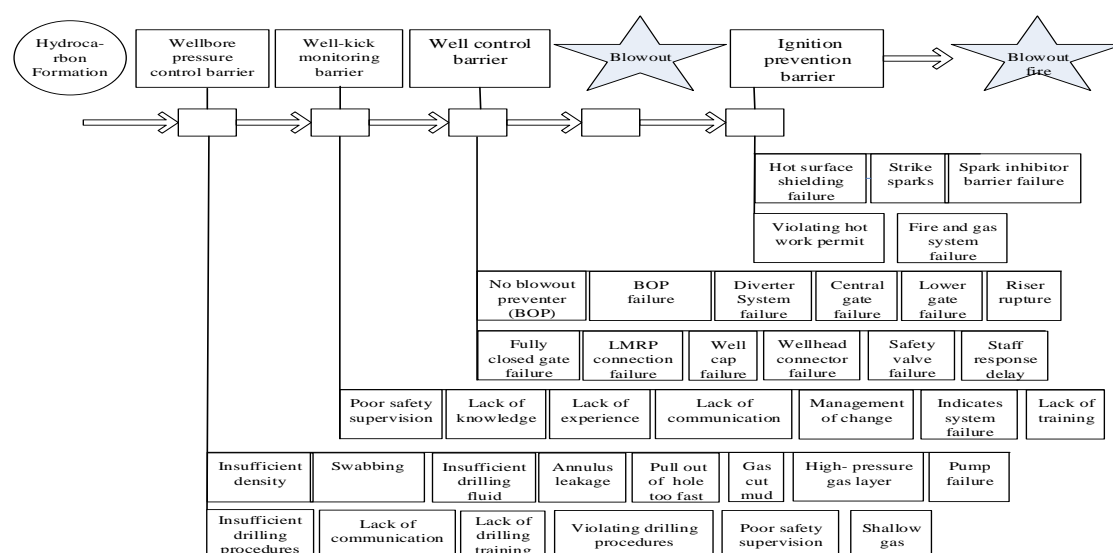 Hydroca-
rbon
Formation
Wellbore
pressure
control barrier
Well-kick
monitoring
barrier
Well control
barrier
Blowout
Ignition
prevention
barrier
Blowout
fire
Hot surface
shielding
failure
Strike
sparks
Spark inhibitor
barrier failure
Violating hot
work permit
Fire and gas
system
failure
No blowout
preventer
(BOP)
BOP
failure
Diverter
System
failure
Central
gate
failure
Lower
gate
failure
Riser
rupture
Fully
closed gate
failure
LMRP
connection
failure
Well
cap
failure
Wellhead
connector
failure
Safety
valve
failure
Staff
response
delay
Poor safety
supervision
Lack of
knowledge
Lack of
experience
Lack of
communication
Management
of change
Indicates
system
failure
Lack of
training
Insufficient
density
Swabbing
Insufficient
drilling
fluid
Annulus
leakage
Pull out
of hole
too fast
Gas
cut
mud
High- pressure
gas layer
Pump
failure
Insufficient
drilling
procedures
Lack of
communication
Lack of
drilling
training
Violating drilling
procedures
Poor safety
supervision
Shallow
gas